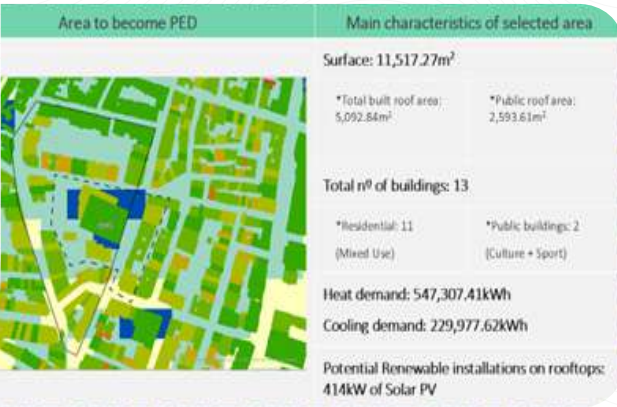 Area to become PED
Main characteristics of selected area
Surface: 11,517.27m²
*Total built roof area:
5,092.84m²
*Public roof area:
2,593.61m²
Total nº of buildings: 13
*Residential: 11
(Mixed Use)
*Public buildings: 2
(Culture + Sport)
Heat demand: 547,307.41kWh
Cooling demand: 229,977.62kWh
Potential Renewable installations on rooftops:
414kW of Solar PV